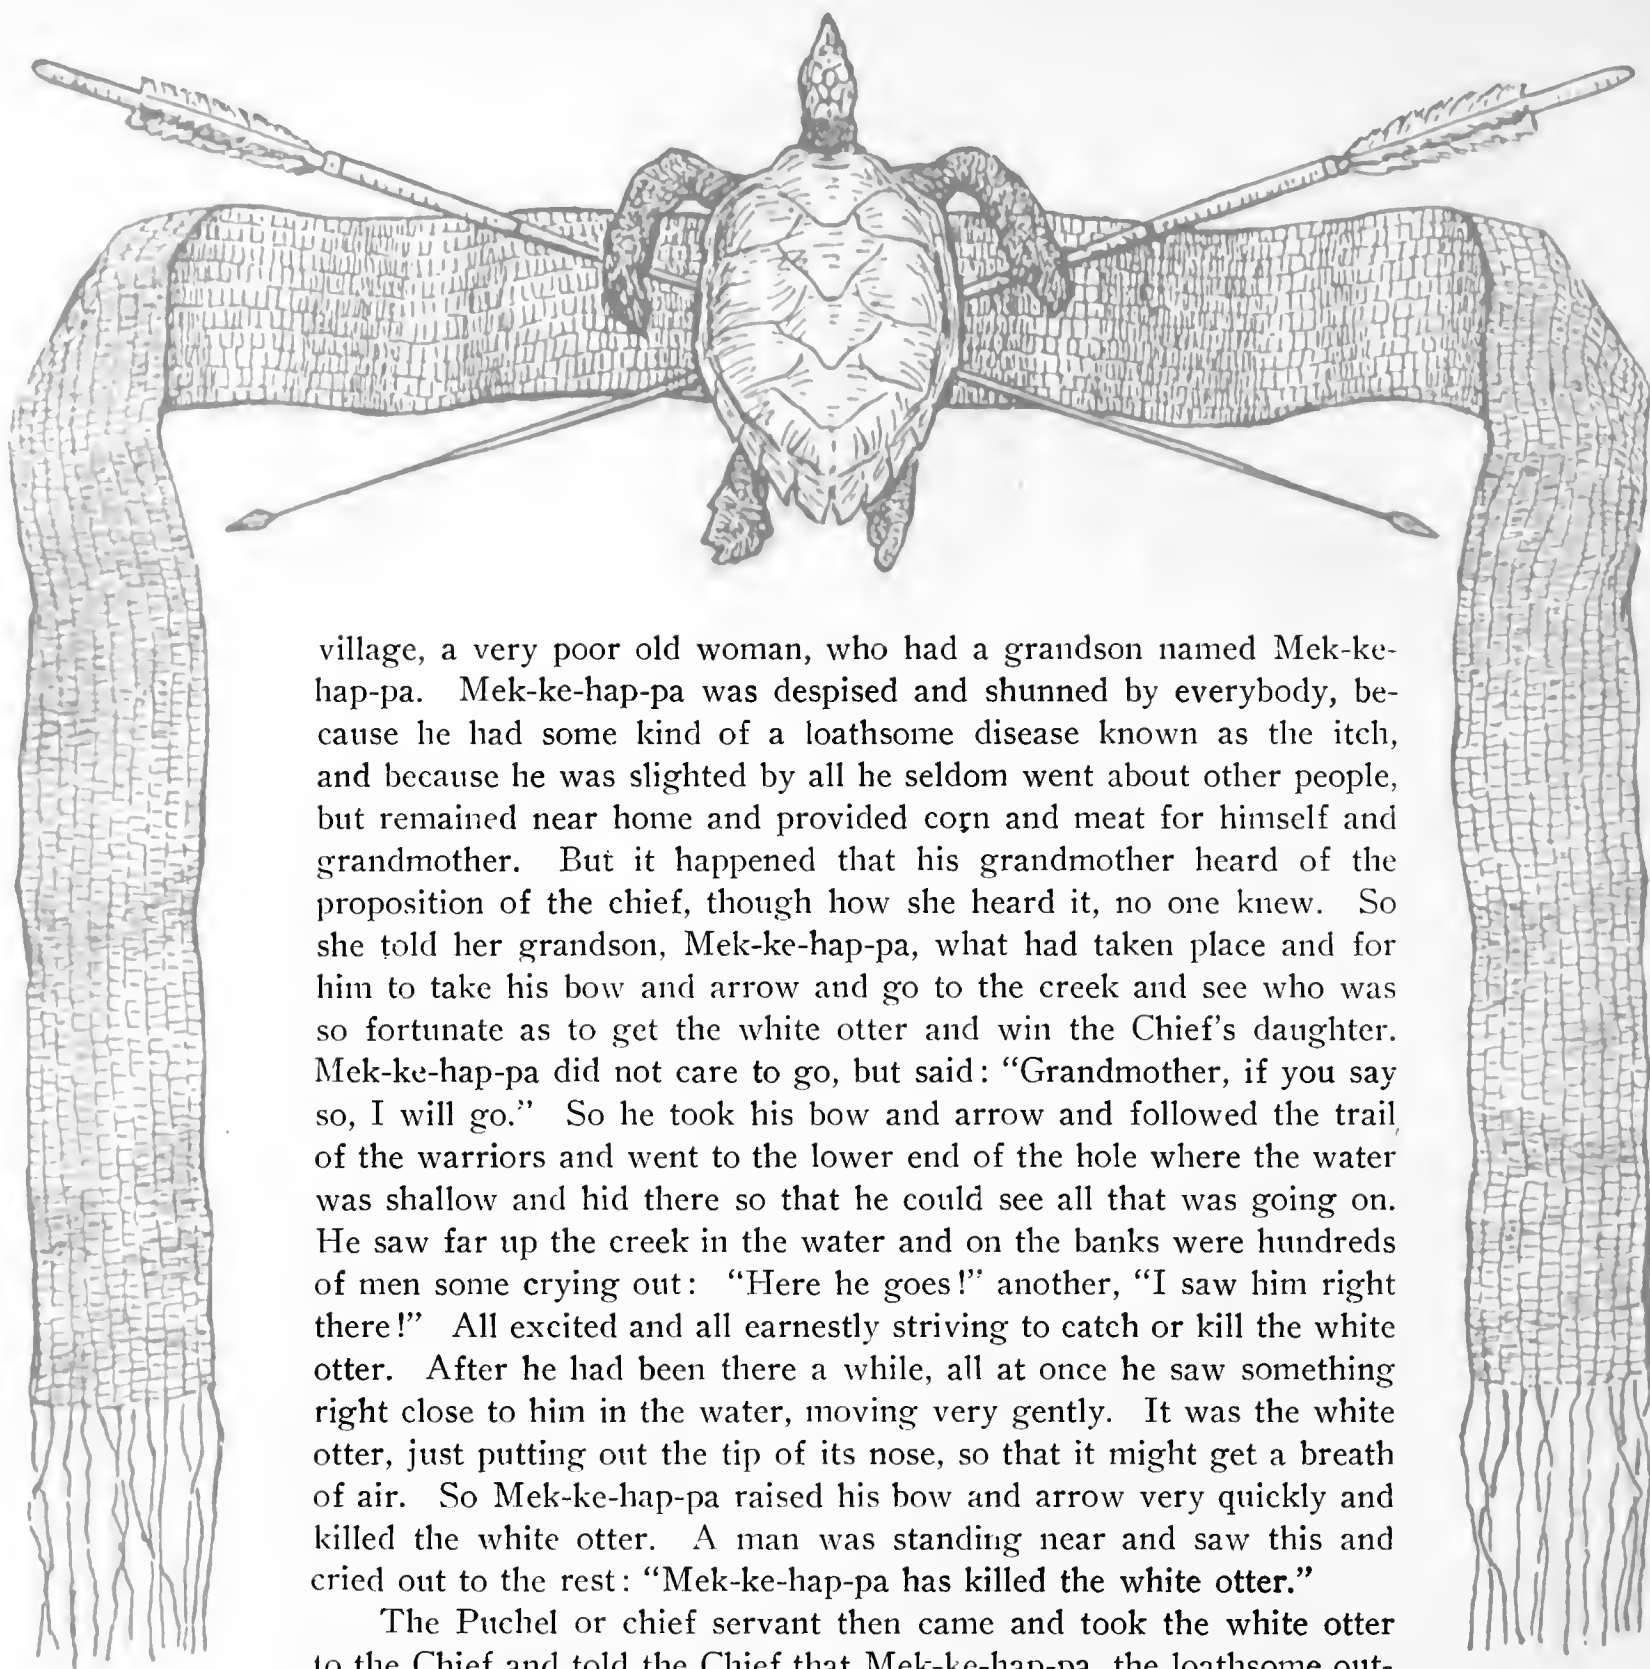 village, a very poor old woman, who had a grandson named Mek-ke-
hap-pa. Mek-ke-hap-pa was despised and shunned by everybody, be-
cause he had some kind of a loathsome disease known as the itch,
and because he was slighted by all he seldom went about other people,
but remained near home and provided corn and meat for himself and
grandmother. But it happened that his grandmother heard of the
proposition of the chief, though how she heard it, no one knew. So
she told her grandson, Mek-ke-hap-pa, what had taken place and for
him to take his bow and arrow and go to the creek and see who was
so fortunate as to get the white otter and win the Chief's daughter.
Mek-ke-hap-pa did not care to go, but said: "Grandmother, if you say
so, I will go." So he took his bow and arrow and followed the trail
of the warriors and went to the lower end of the hole where the water
was shallow and hid there so that he could see all that was going on.
He saw far up the creek in the water and on the banks were hundreds
of men some crying out: "Here he goes!" another, "I saw him right
there!" All excited and all earnestly striving to catch or kill the white
otter. After he had been there a while, all at once he saw something
right close to him in the water, moving very gently. It was the white
otter, just putting out the tip of its nose, so that it might get a breath
of air. So Mek-ke-hap-pa raised his bow and arrow very quickly and
killed the white otter. A man was standing near and saw this and
cried out to the rest: "Mek-ke-hap-pa has killed the white otter."
The Puchel or chief servant then came and took the white otter
to the Chief and told the Chief that Mek-ke-hap-pa, the loathsome out-